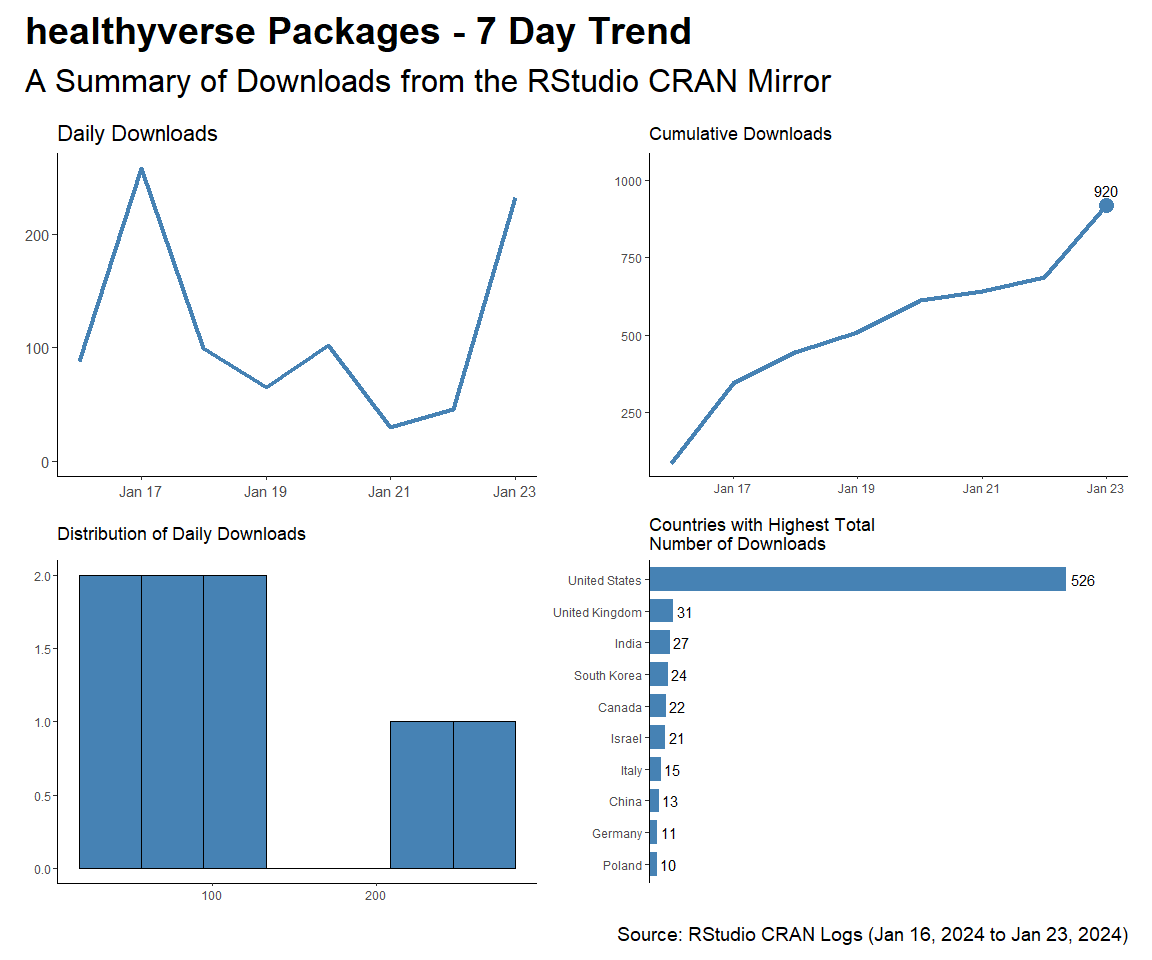 healthyverse Packages - 7 Day Trend
A Summary of Downloads from the RStudio CRAN Mirror
Daily Downloads
200
100
0
Jan 17 Jan 19 Jan 21 Jan 23
Cumulative Downloads
1000
750
500
250
920
Jan 17 Jan 19 Jan 21 Jan 23
Distribution of Daily Downloads
2.0
1.5
1.0
0.5
0.0
100 200
Countries with Highest Total
Number of Downloads
United States 526
United Kingdom 31
India 27
South Korea 24
Canada 22
Israel 21
Italy 15
China 13
Germany 11
Poland 10
Source: RStudio CRAN Logs (Jan 16, 2024 to Jan 23, 2024)